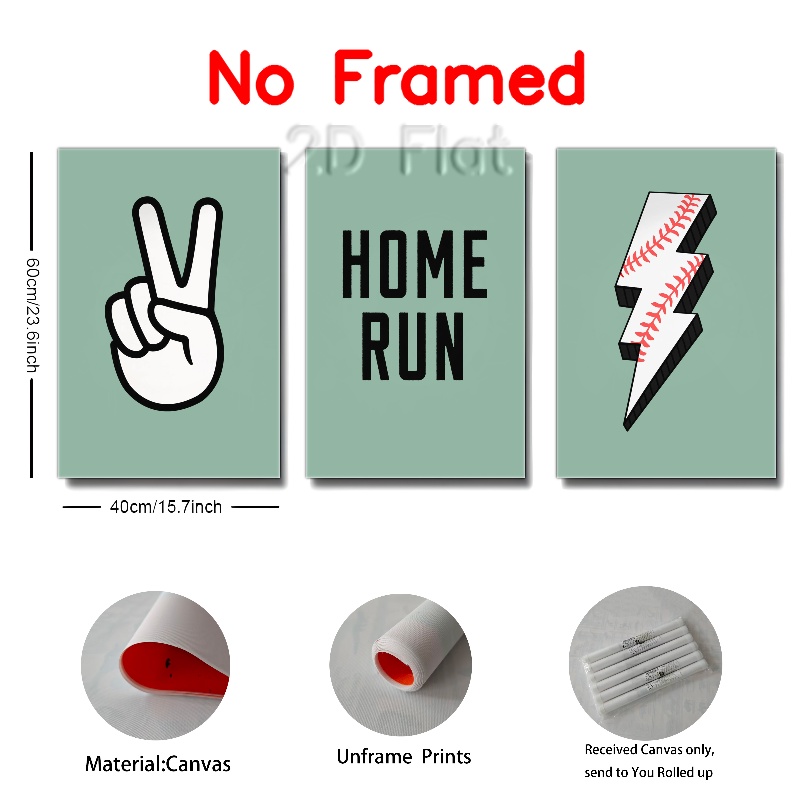 No Framed
2D Flat
HOME
RUN
60cm/23.6inch
40cm/15.7inch
Material:Canvas
Unframe Prints
Received Canvas only,
send to You Rolled up